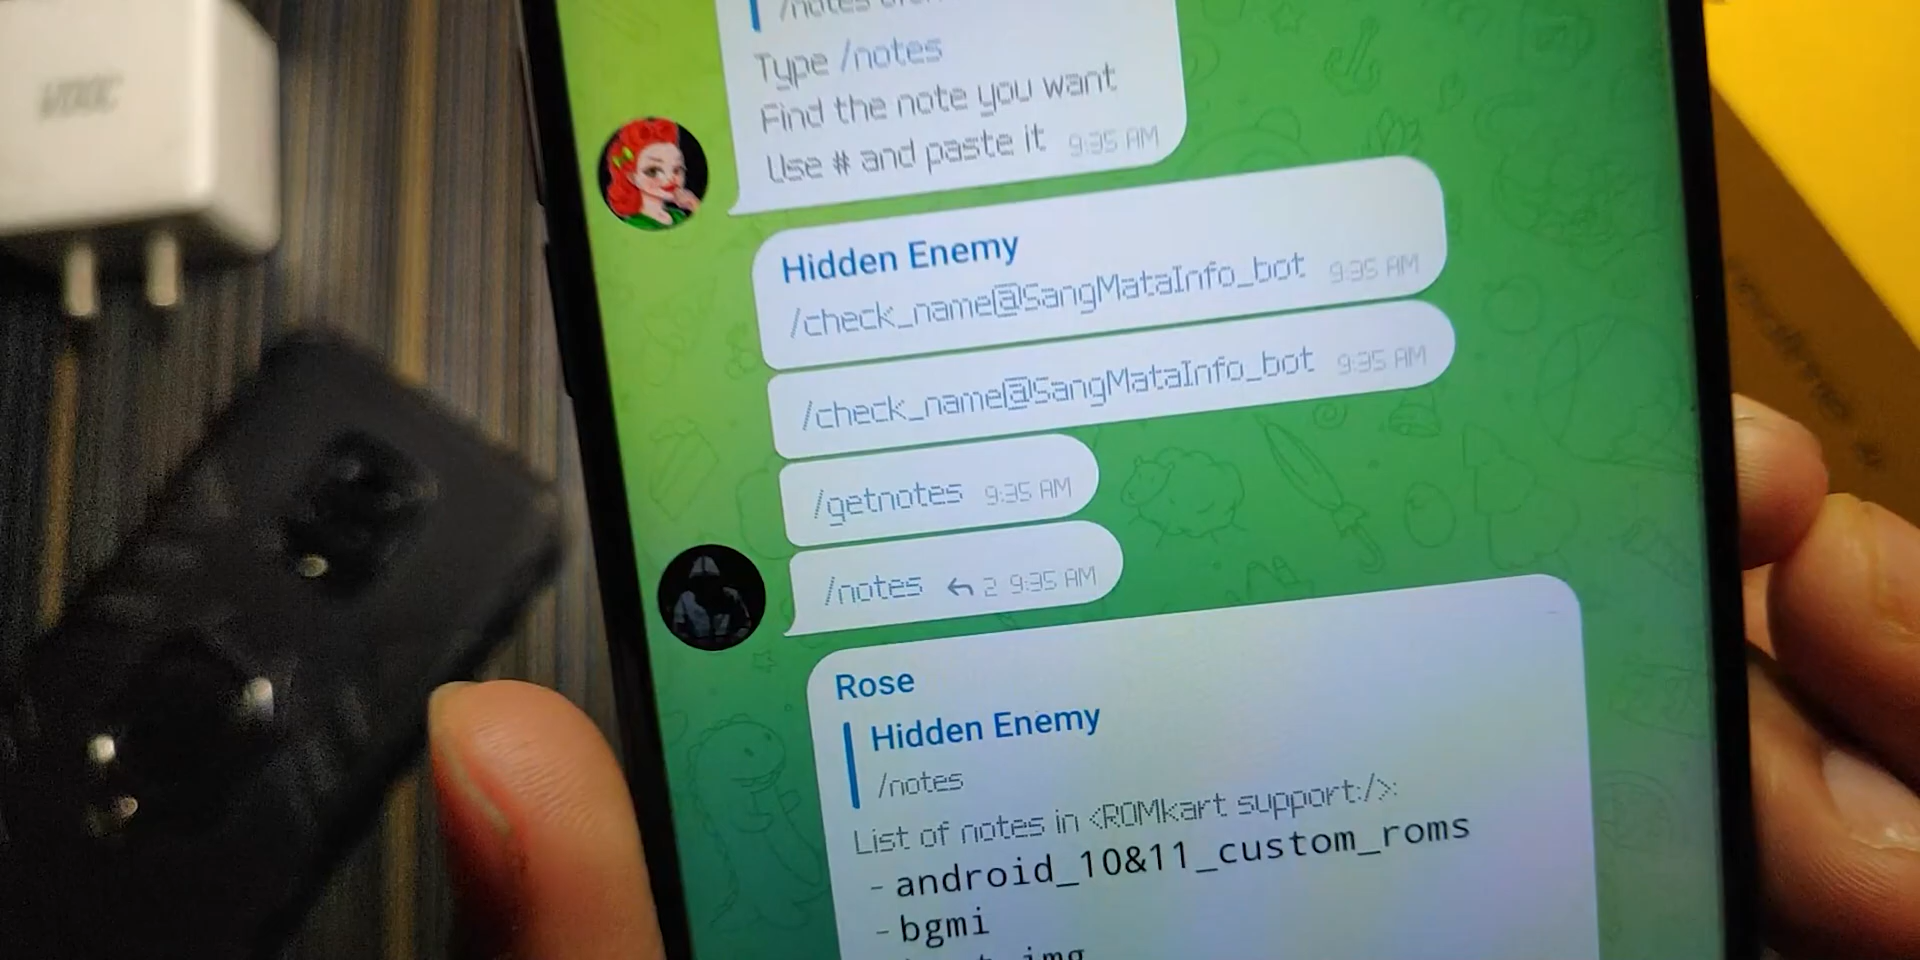 VOOC
Type /notes
Find the note you want
Use # and paste it 9:35 AM
Hidden Enemy
/check_name@SangMataInfo_bot 9:35 AM
/check_name@SangMataInfo_bot 9:35 AM
/getnotes 9:35 AM
/notes 2 9:35 AM
Rose
Hidden Enemy
/notes
List of notes in <ROMkart support:/>:
- android_10&11_custom_roms
- bgmi